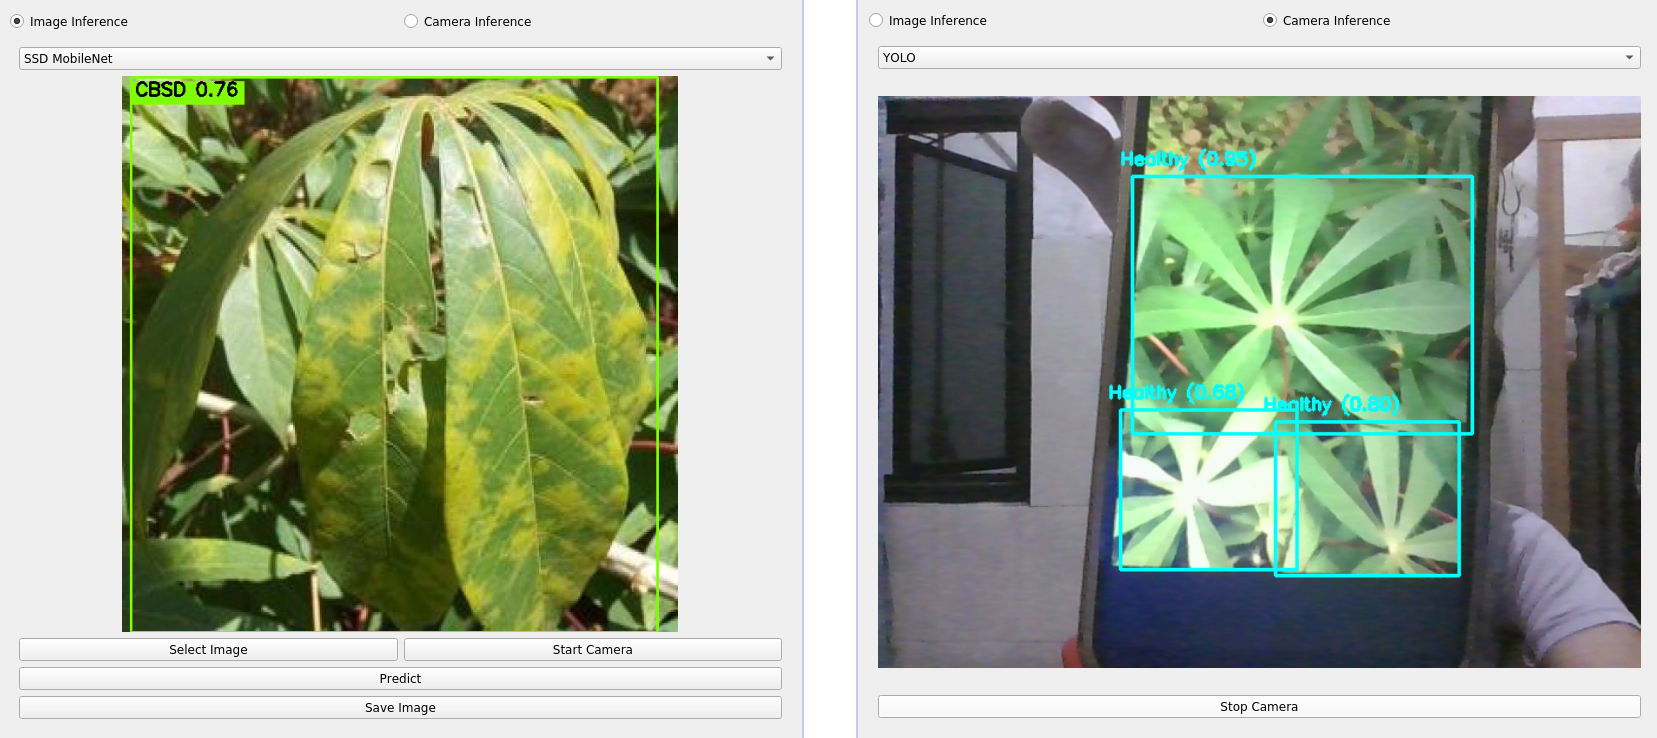 Image Inference
Camera Inference
SSD MobileNet
CBSD 0.76
Select Image
Start Camera
Predict
Save Image
Image Inference
Camera Inference
YOLO
Healthy (0.95)
Healthy (0.68)
Healthy (0.80)
Stop Camera